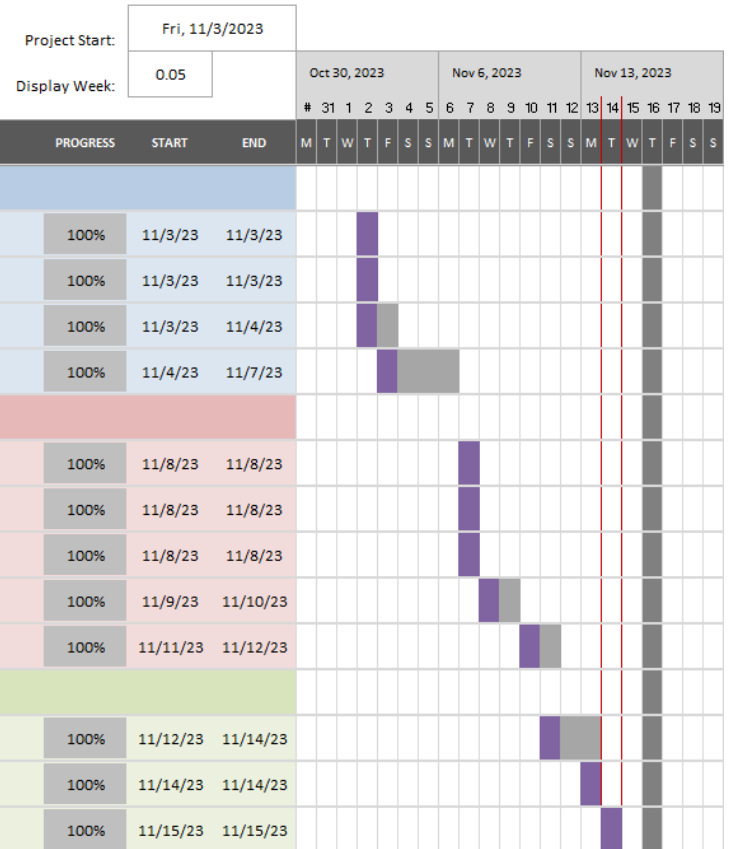 Project Start: Fri, 11/3/2023
Display Week: 0.05
Oct 30, 2023 Nov 6, 2023 Nov 13, 2023
# 31 1 2 3 4 5 6 7 8 9 10 11 12 13 14 15 16 17 18 19
PROGRESS START END M T W T F S S M T W T F S S M T W T F S S
100% 11/3/23 11/3/23
100% 11/3/23 11/3/23
100% 11/3/23 11/4/23
100% 11/4/23 11/7/23
100% 11/8/23 11/8/23
100% 11/8/23 11/8/23
100% 11/8/23 11/8/23
100% 11/9/23 11/10/23
100% 11/11/23 11/12/23
100% 11/12/23 11/14/23
100% 11/14/23 11/14/23
100% 11/15/23 11/15/23